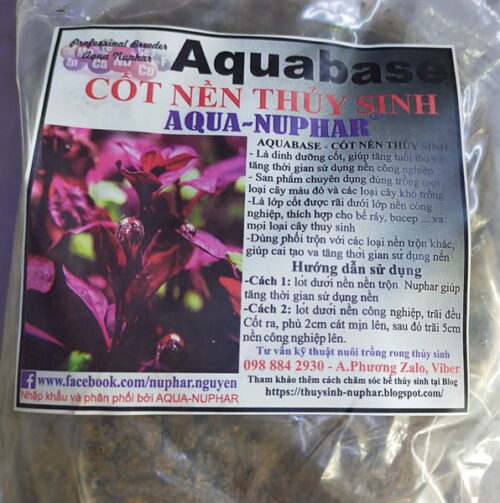 Professinal Breeder
Aqua Nuphar
Aquabase
CỐT NỀN THỦY SINH
AQUA-NUPHAR®
AQUABASE - CỐT NỀN THỦY SINH
- Là dinh dưỡng cốt, giúp tăng tuổi thọ và
tăng thời gian sử dụng nền công nghiệp
- Sản phẩm chuyên dụng dùng trồng mọi
loại cây màu đỏ và các loại cây khó trồng
-Là lớp cốt được rãi dưới lớp nền công
nghiệp, thích hợp cho bể ráy, bucep ... và
mọi loại cây thủy sinh
-Dùng phối trộn với các loại nền trộn khác,
giúp cải tạo và tăng thời gian sử dụng nền
Hướng dẫn sử dụng
-Cách 1: lót dưới nền nền trộn Nuphar giúp
tăng thời gian sử dụng nền
-Cách 2: lót dưới nền công nghiệp, trãi đều
Cốt ra, phủ 2cm cát mịn lên, sau đó trãi 5cm
nền công nghiệp lên.
Tư vấn kỹ thuật nuôi trồng rong thủy sinh
098 884 2930 - A.Phương Zalo, Viber
Tham khảo thêm cách chăm sóc bể thủy sinh tại Blog
https://thuysinh-nuphar.blogspot.com/
f www.facebook.com/nuphar.nguyen
Nhập khẩu và phân phối bởi AQUA-NUPHAR